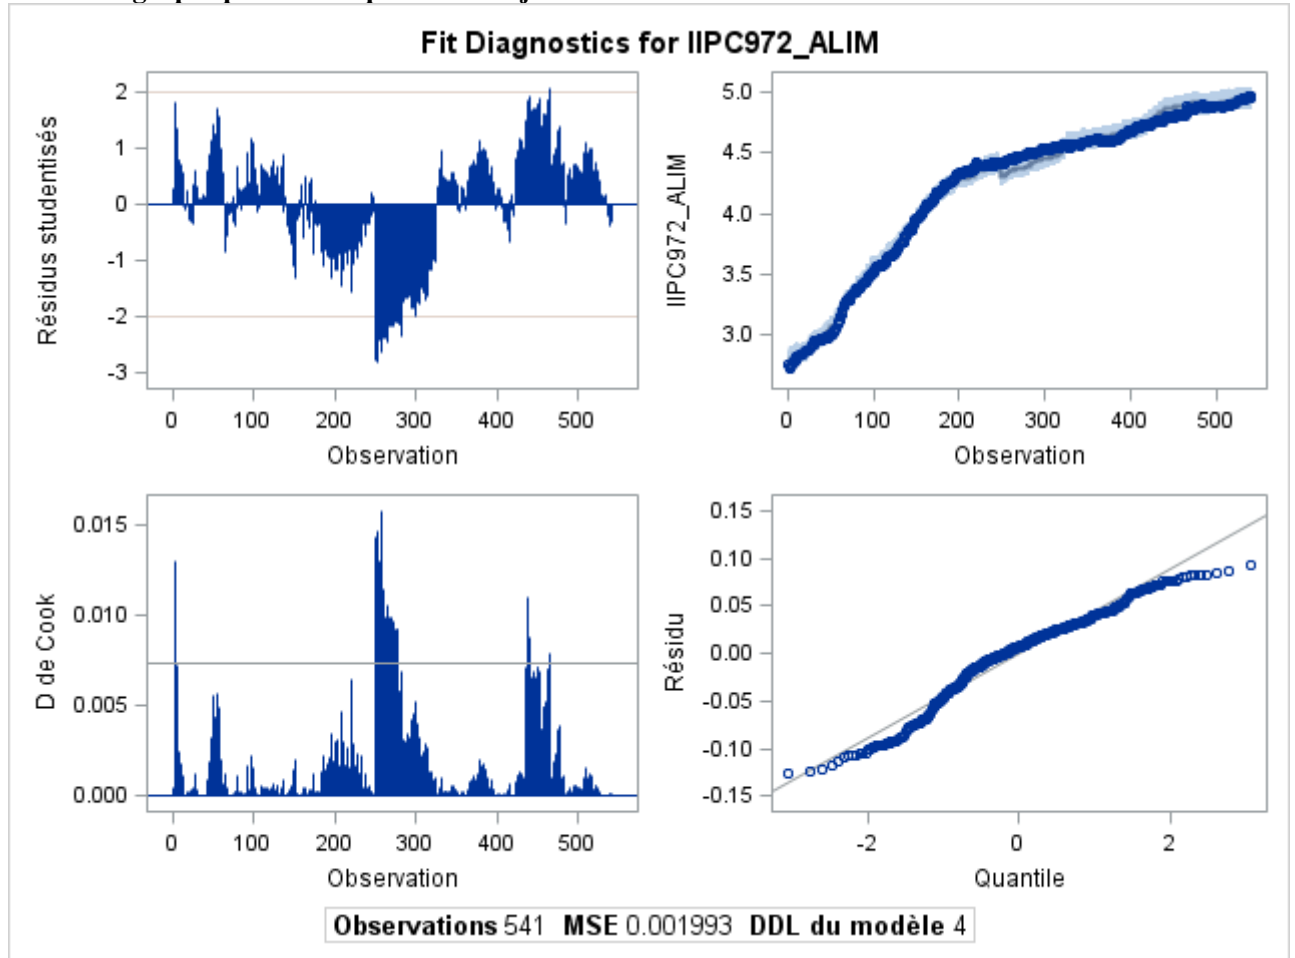 Fit Diagnostics for IIPC972_ALIM
Résidus studentisés
2
1
0
-1
-2
-3
0 100 200 300 400 500
Observation
IIPC972_ALIM
5.0
4.5
4.0
3.5
3.0
0 100 200 300 400 500
Observation
D de Cook
0.015
0.010
0.005
0.000
0 100 200 300 400 500
Observation
Résidu
0.15
0.10
0.05
0.00
-0.05
-0.10
-0.15
-2 0 2
Quantile
Observations 541 MSE 0.001993 DDL du modèle 4